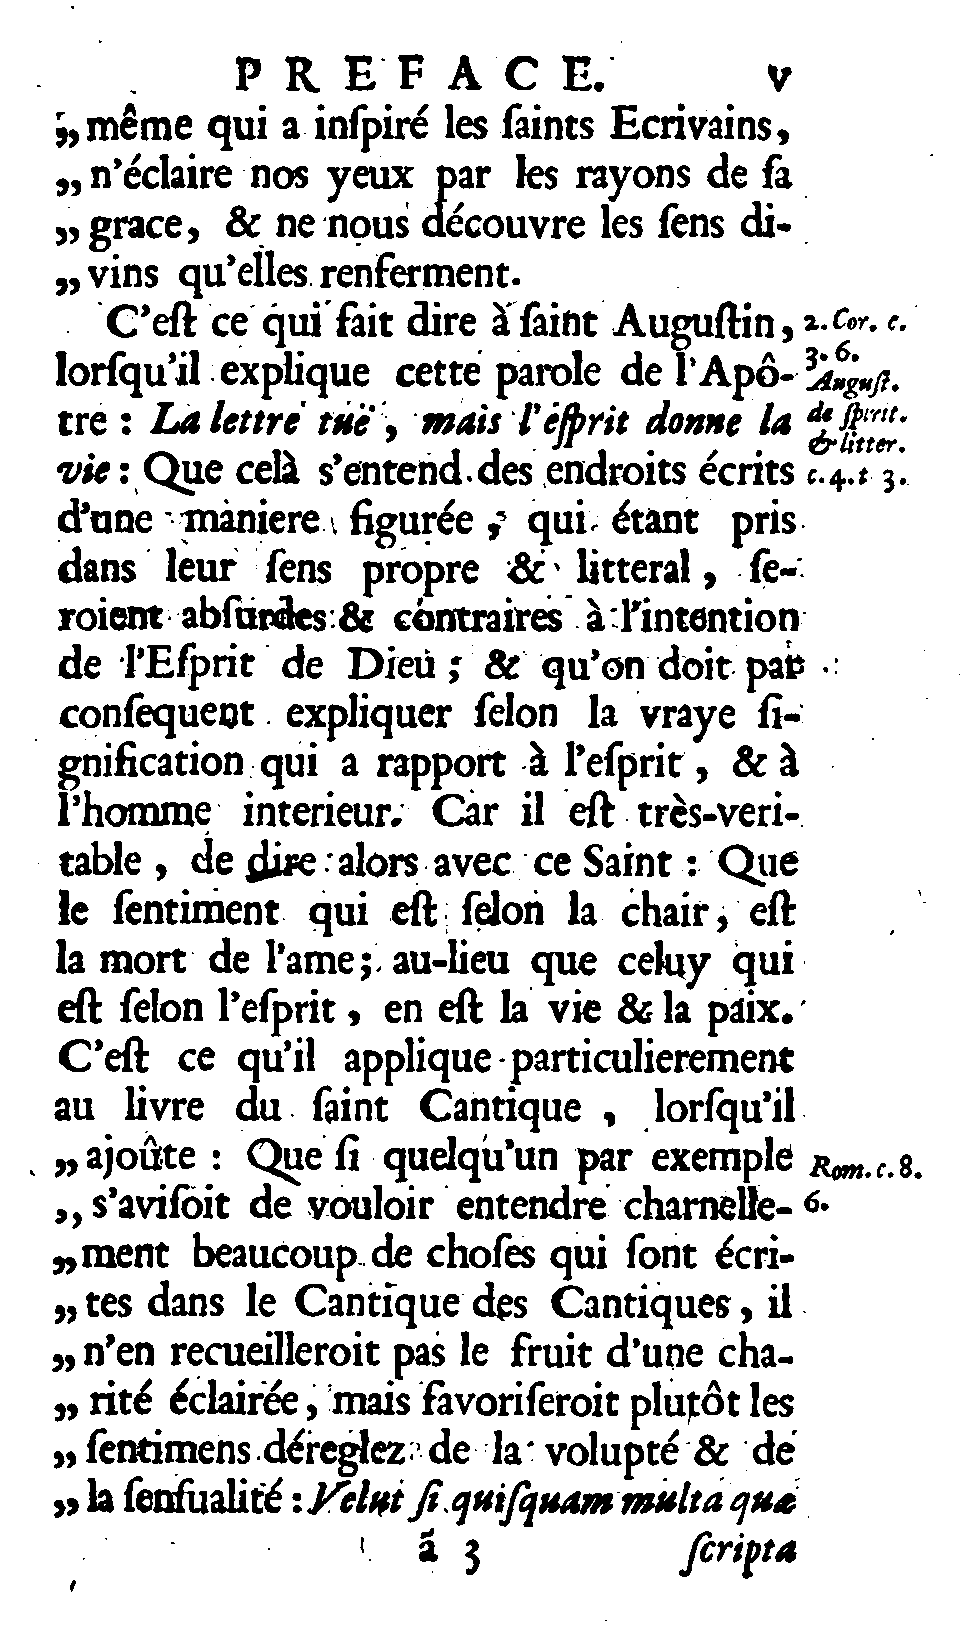 PREFACE. v
„même qui a inſpiré les ſaints Ecrivains,
„n'éclaire nos yeux par les rayons de ſa
„grace, & ne nous découvre les ſens di-
„vins qu'elles renferment.
C'eſt ce qui fait dire à ſaint Auguſtin,
lorſqu'il explique cette parole de l'Apô-
tre : La lettre tuë, mais l'eſprit donne la
vie : Que celà s'entend des endroits écrits
d'une maniere figurée, qui étant pris
dans leur ſens propre & litteral, ſe-
roient abſurdes & contraires à l'intention
de l'Eſprit de Dieu ; & qu'on doit par
conſequent expliquer ſelon la vraye ſi-
gnification qui a rapport à l'eſprit, & à
l'homme interieur. Car il eſt très-veri-
table, de dire alors avec ce Saint : Que
le ſentiment qui eſt ſelon la chair, eſt
la mort de l'ame ; au-lieu que celuy qui
eſt ſelon l'eſprit, en eſt la vie & la paix.
C'eſt ce qu'il applique particulierement
au livre du ſaint Cantique, lorſqu'il
„ajoûte : Que ſi quelqu'un par exemple
„s'aviſoit de vouloir entendre charnelle-
„ment beaucoup de choſes qui ſont écri-
„tes dans le Cantique des Cantiques, il
„n'en recueilleroit pas le fruit d'une cha-
„rité éclairée, mais favoriſeroit plutôt les
„ſentimens déreglez de la volupté & de
„la ſenſualité : Velut ſi quiſquam multa quæ
ã 3 ſcripta
2. Cor. c.
3. 6.
Auguſt.
de ſpirit.
& litter.
c. 4. t 3.
Rom. c. 8.
6.